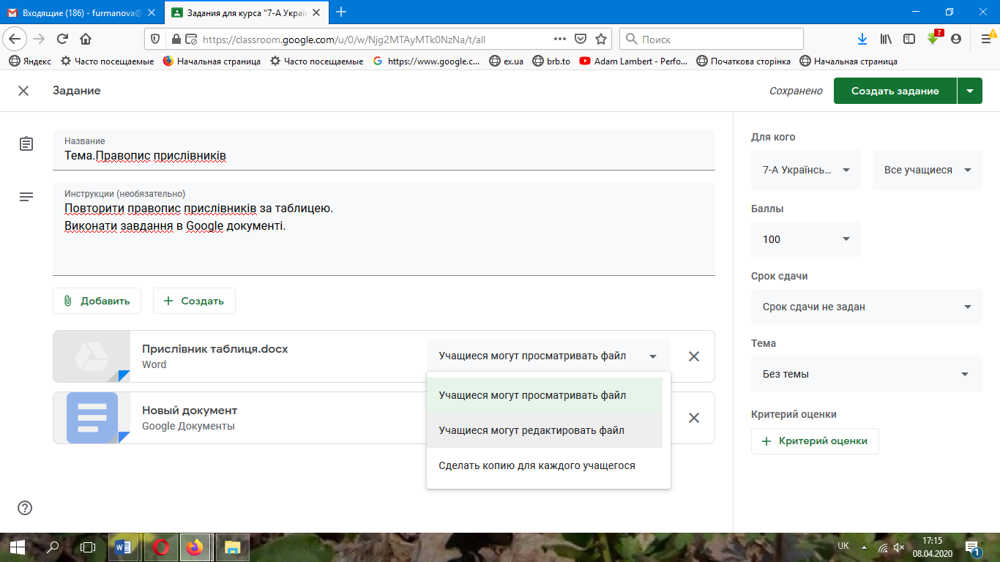 Входящие (186) - furmanova@
Задания для курса "7-А Україн
https://classroom.google.com/u/0/w/Njg2MTAyMTk0NzNa/t/all
Поиск
Яндекс
Часто посещаемые
Начальная страница
Часто посещаемые
https://www.google.c...
ex.ua
brb.to
Adam Lambert - Perfo...
Початкова сторінка
Начальная страница
Задание
Сохранено
Создать задание
Название
Тема.Правопис прислівників
Инструкции (необязательно)
Повторити правопис прислівників за таблицею.
Виконати завдання в Google документі.
Добавить
Создать
Прислівник таблиця.docx
Word
Учащиеся могут просматривать файл
Учащиеся могут просматривать файл
Учащиеся могут редактировать файл
Сделать копию для каждого учащегося
Новый документ
Google Документы
Для кого
7-А Українсь...
Все учащиеся
Баллы
100
Срок сдачи
Срок сдачи не задан
Тема
Без темы
Критерий оценки
Критерий оценки
UK
17:15
08.04.2020
1